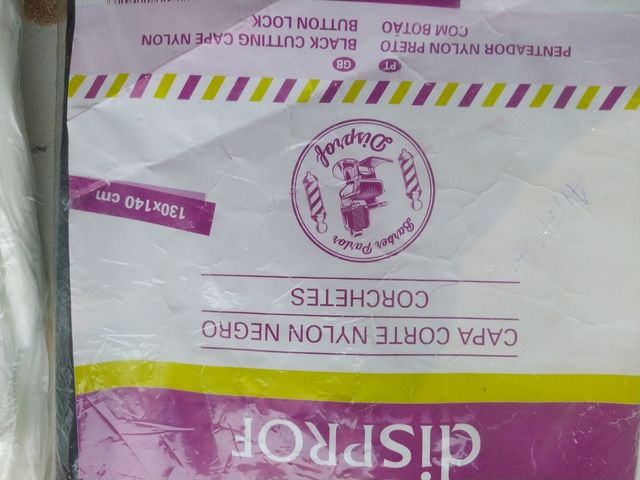 disPROF
CAPA CORTE NYLON NEGRO
CORCHETES
Barber Parlor
Disprof
130x140 cm
GB
BLACK CUTTING CAPE NYLON
BUTTON LOCK
PT
PENTEADOR NYLON PRETO
COM BOTÃO